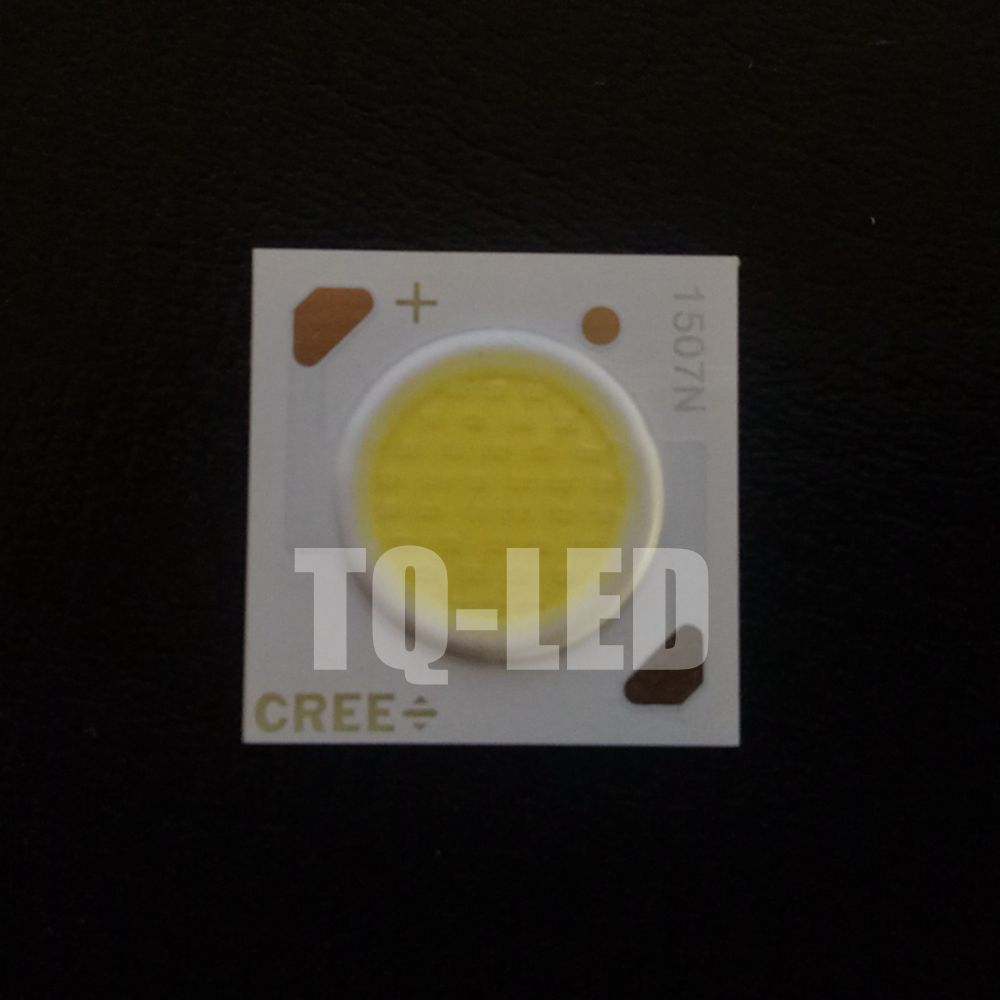 +
1507N
TQ-LED
CREE